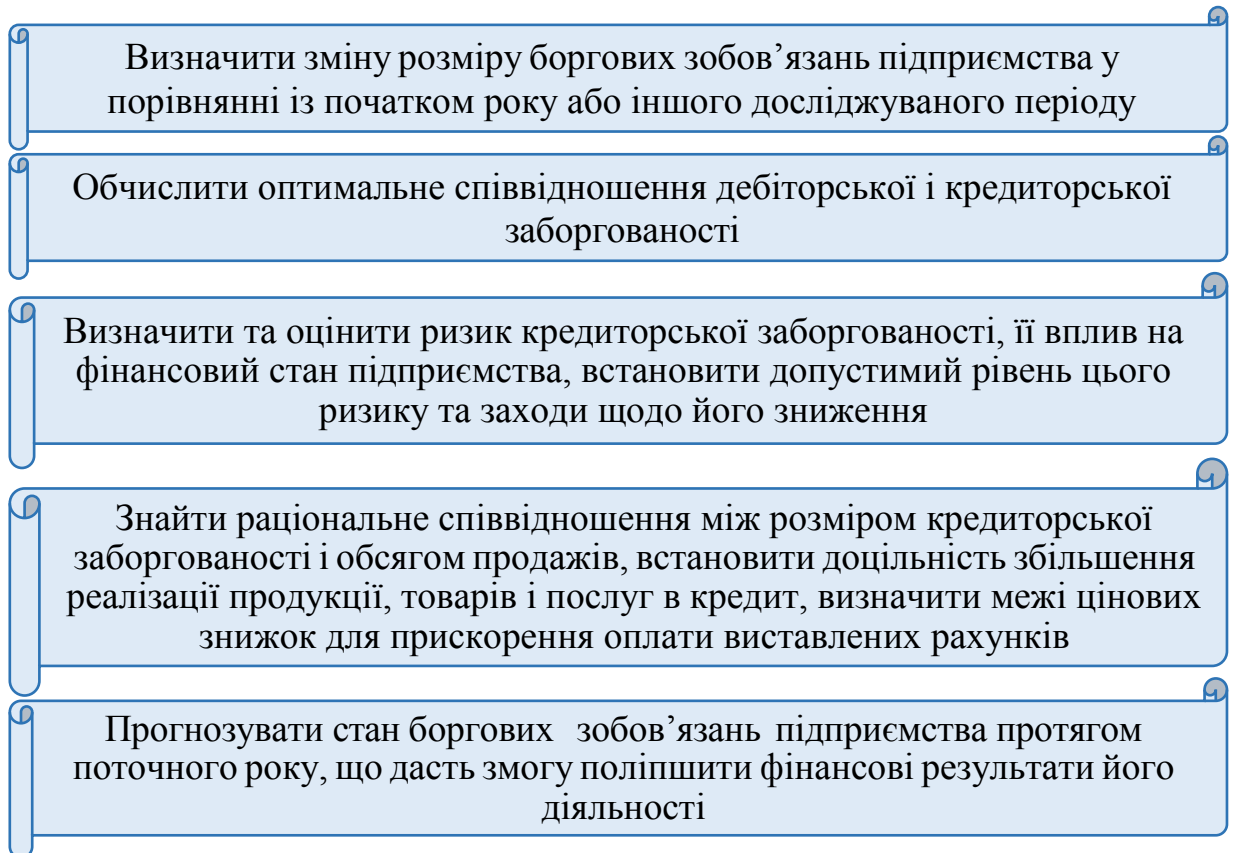 Визначити зміну розміру боргових зобов’язань підприємства у
порівнянні із початком року або іншого досліджуваного періоду
Обчислити оптимальне співвідношення дебіторської і кредиторської
заборгованості
Визначити та оцінити ризик кредиторської заборгованості, її вплив на
фінансовий стан підприємства, встановити допустимий рівень цього
ризику та заходи щодо його зниження
Знайти раціональне співвідношення між розміром кредиторської
заборгованості і обсягом продажів, встановити доцільність збільшення
реалізації продукції, товарів і послуг в кредит, визначити межі цінових
знижок для прискорення оплати виставлених рахунків
Прогнозувати стан боргових зобов’язань підприємства протягом
поточного року, що дасть змогу поліпшити фінансові результати його
діяльності